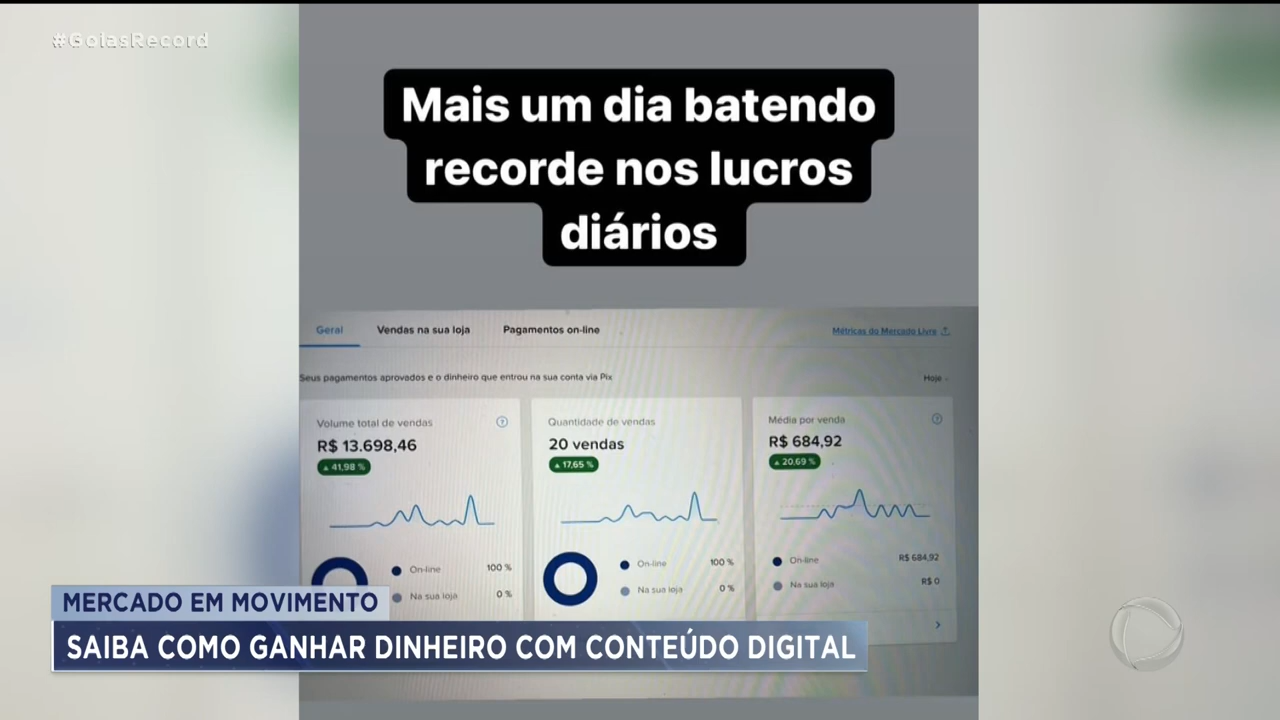 #GoiasRecord
Mais um dia batendo
recorde nos lucros
diários
Geral Vendas na sua loja Pagamentos on-line Métricas do Mercado Livre
Seus pagamentos aprovados e o dinheiro que entrou na sua conta via Pix Hoje
Volume total de vendas ?
R$ 13.698,46
▲ 41,98 %
On-line 100 %
Na sua loja 0 %
Quantidade de vendas
20 vendas
▲ 17,65 %
On-line 100 %
Na sua loja 0 %
Média por venda ?
R$ 684,92
▲ 20,69 %
On-line R$ 684,92
Na sua loja R$ 0
MERCADO EM MOVIMENTO
SAIBA COMO GANHAR DINHEIRO COM CONTEÚDO DIGITAL